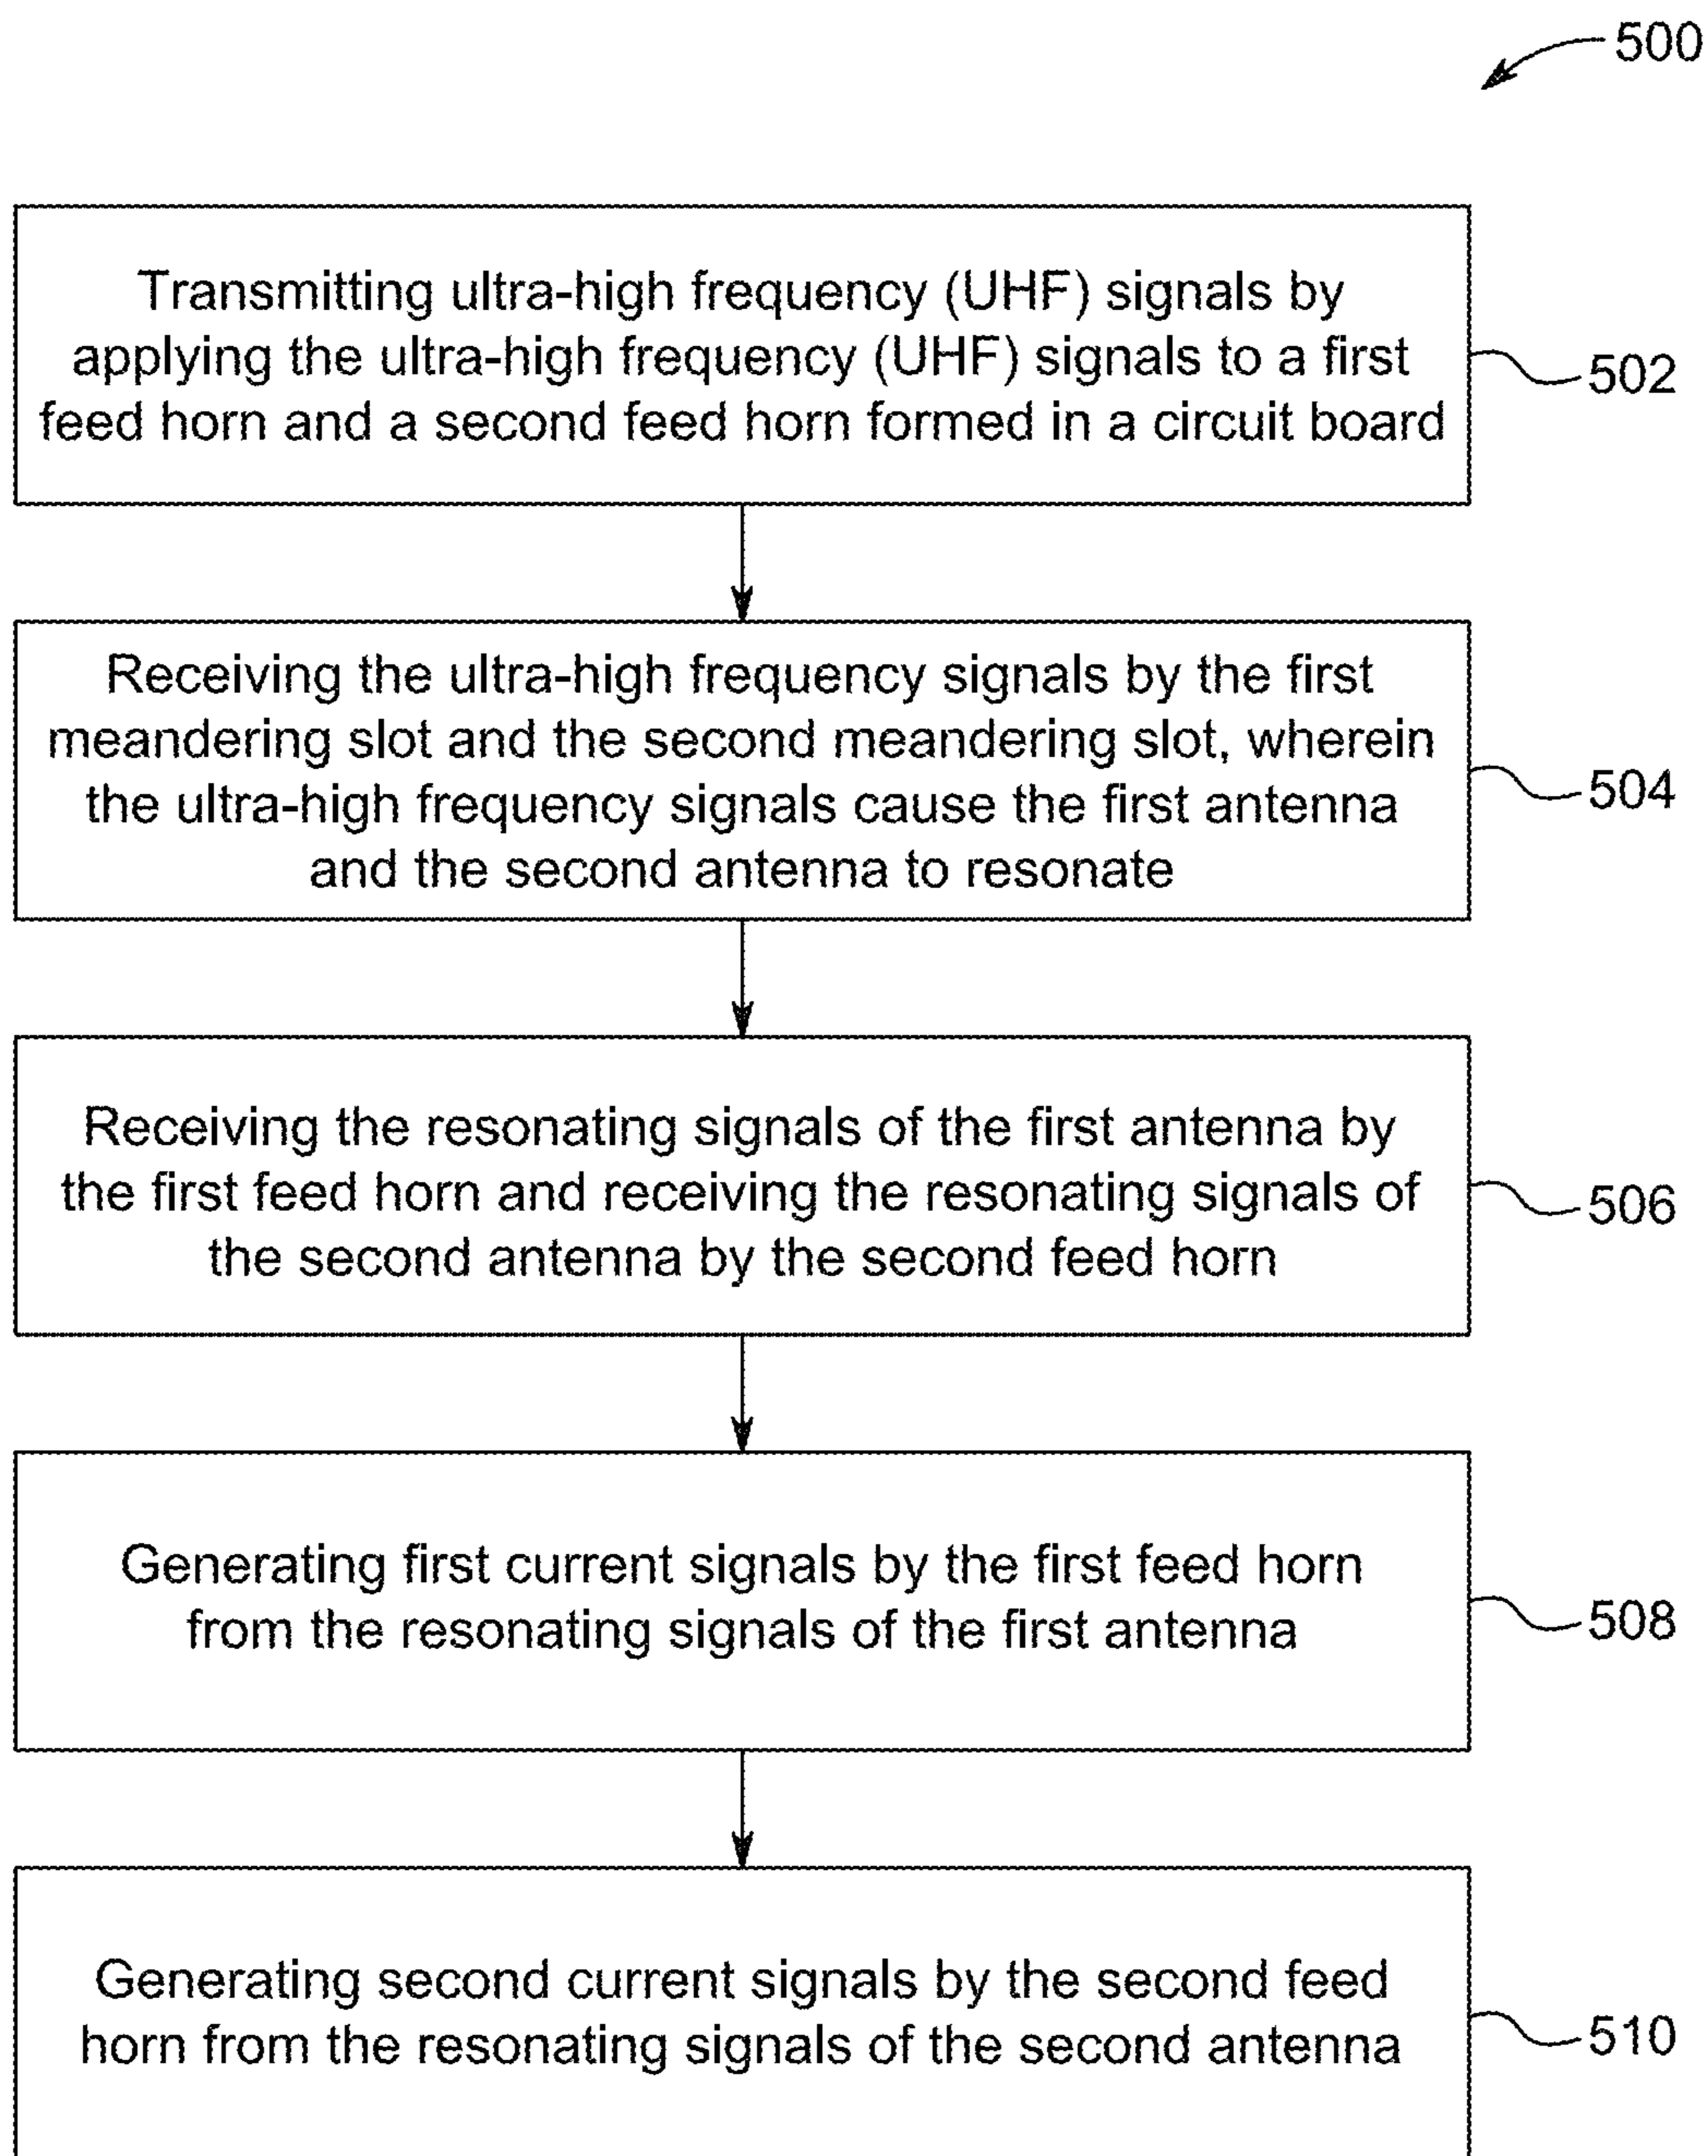 500
Transmitting ultra-high frequency (UHF) signals by
applying the ultra-high frequency (UHF) signals to a first
feed horn and a second feed horn formed in a circuit board
502
Receiving the ultra-high frequency signals by the first
meandering slot and the second meandering slot, wherein
the ultra-high frequency signals cause the first antenna
and the second antenna to resonate
504
Receiving the resonating signals of the first antenna by
the first feed horn and receiving the resonating signals of
the second antenna by the second feed horn
506
Generating first current signals by the first feed horn
from the resonating signals of the first antenna
508
Generating second current signals by the second feed
horn from the resonating signals of the second antenna
510